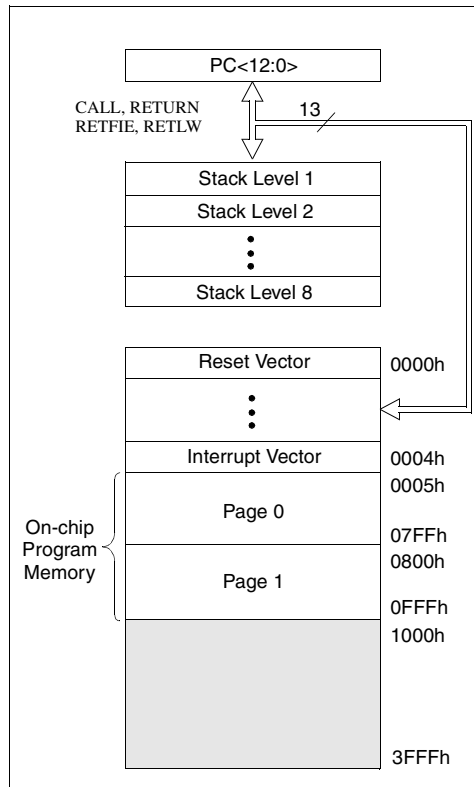 PC<12:0>
CALL, RETURN
RETFIE, RETLW
13
Stack Level 1
Stack Level 2
Stack Level 8
Reset Vector
0000h
Interrupt Vector
0004h
0005h
Page 0
07FFh
On-chip
Program
Memory
0800h
Page 1
0FFFh
1000h
3FFFh